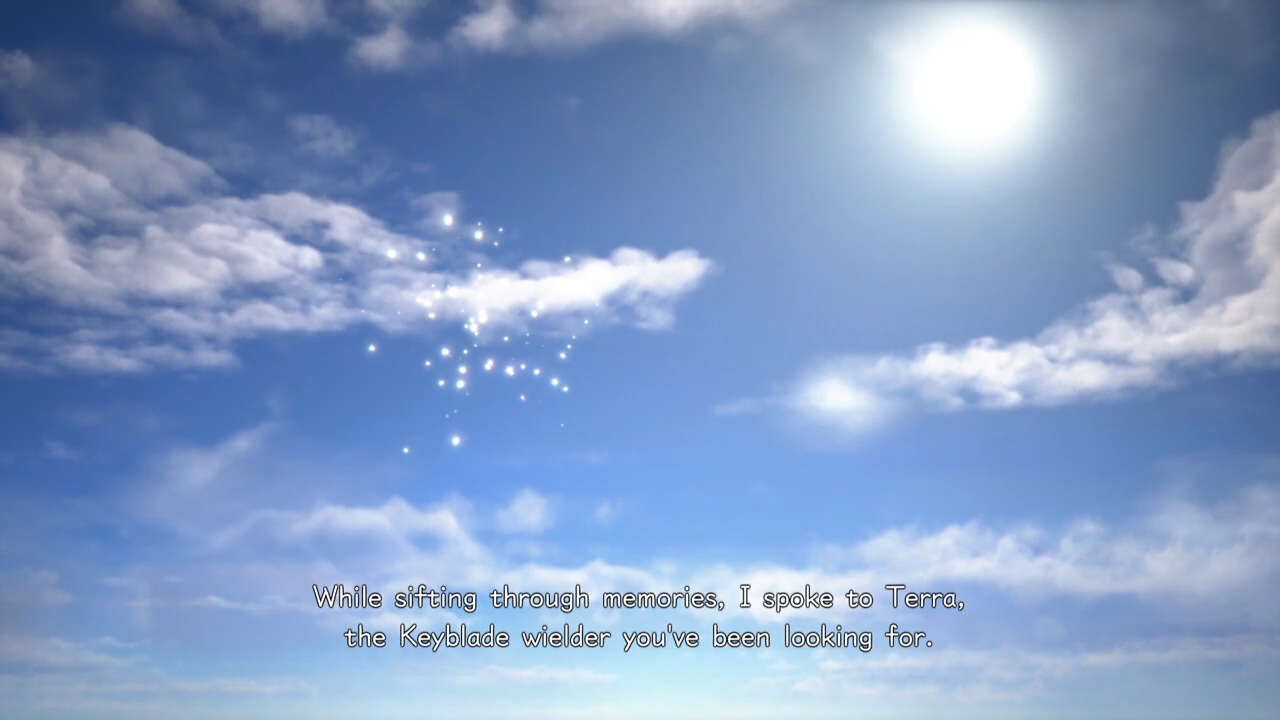 While sifting through memories, I spoke to Terra,
the Keyblade wielder you've been looking for.